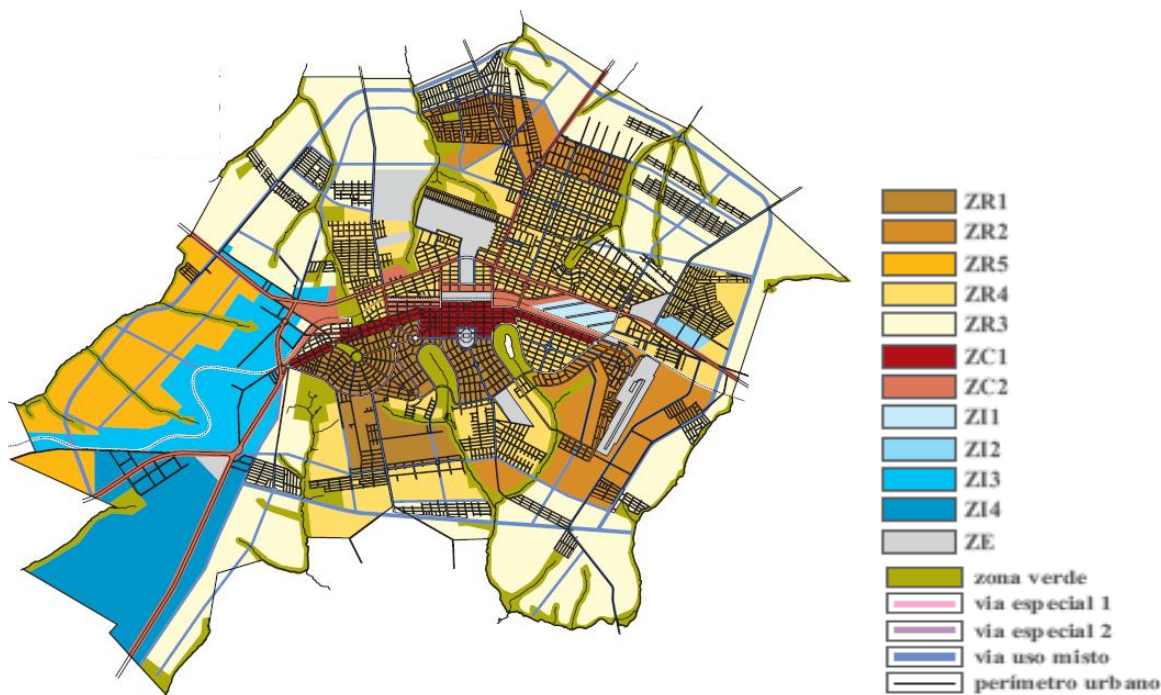 ZR1
ZR2
ZR5
ZR4
ZR3
ZC1
ZC2
ZI1
ZI2
ZI3
ZI4
ZE
zona verde
via especial 1
via especial 2
via uso misto
perímetro urbano